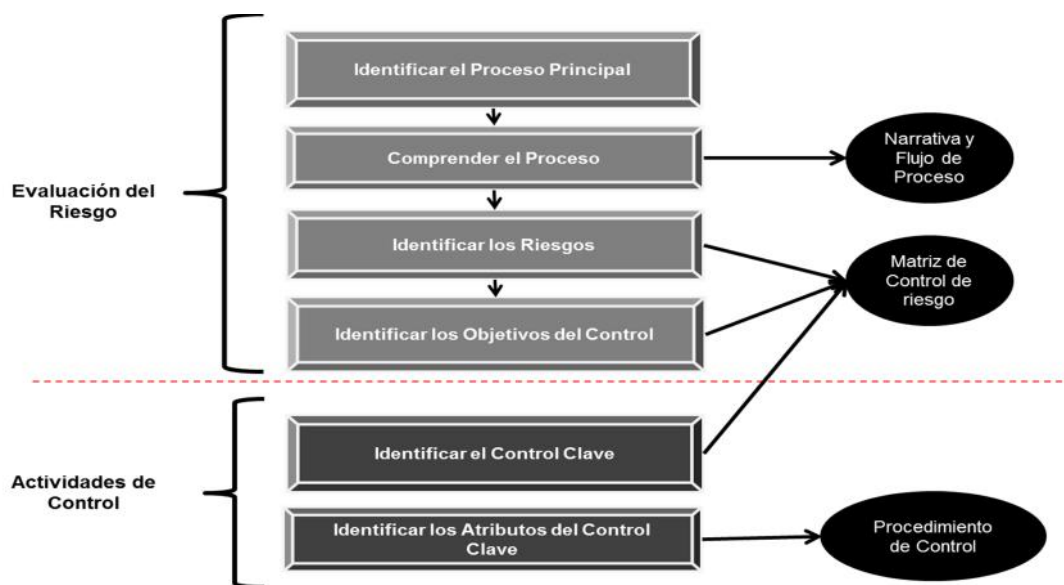 Identificar el Proceso Principal
Comprender el Proceso
Narrativa y
Flujo de
Proceso
Evaluación del
Riesgo
Identificar los Riesgos
Matriz de
Control de
riesgo
Identificar los Objetivos del Control
Identificar el Control Clave
Actividades de
Control
Identificar los Atributos del Control
Clave
Procedimiento
de Control